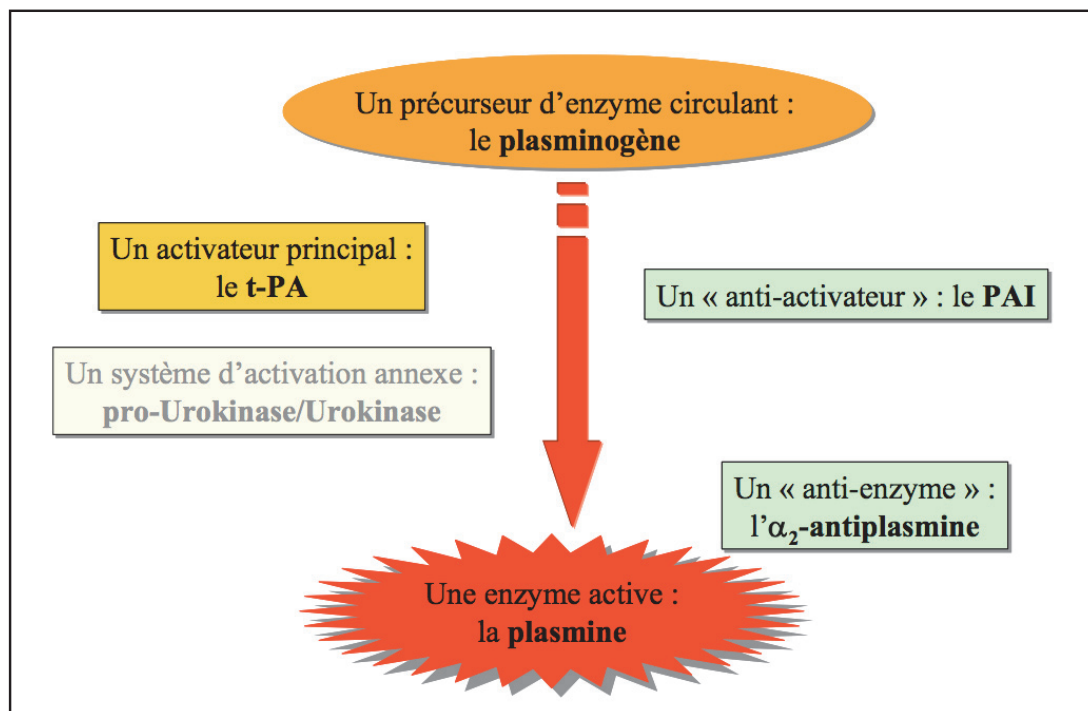 Un précurseur d’enzyme circulant :
le plasminogène
Un activateur principal :
le t-PA
Un « anti-activateur » : le PAI
Un système d’activation annexe :
pro-Urokinase/Urokinase
Un « anti-enzyme » :
l’α₂-antiplasmine
Une enzyme active :
la plasmine